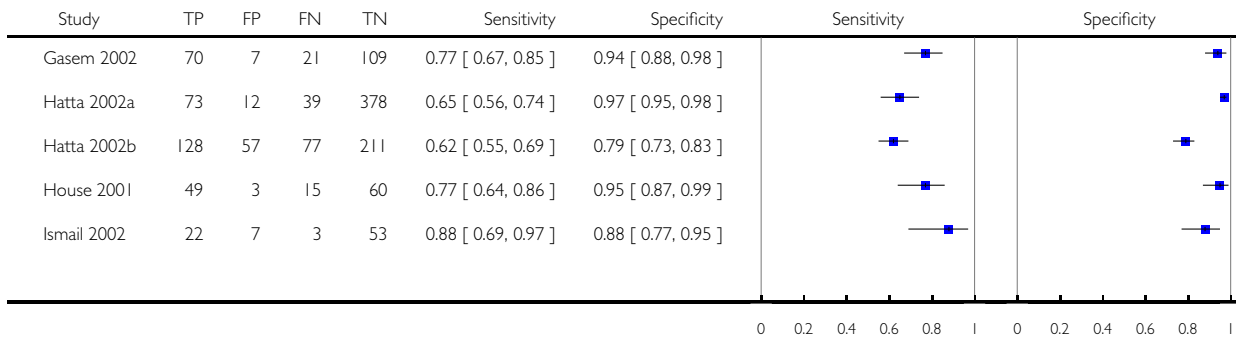 Study TP FP FN TN Sensitivity Specificity Sensitivity Specificity
Gasem 2002 70 7 21 109 0.77 [ 0.67, 0.85 ] 0.94 [ 0.88, 0.98 ]
Hatta 2002a 73 12 39 378 0.65 [ 0.56, 0.74 ] 0.97 [ 0.95, 0.98 ]
Hatta 2002b 128 57 77 211 0.62 [ 0.55, 0.69 ] 0.79 [ 0.73, 0.83 ]
House 2001 49 3 15 60 0.77 [ 0.64, 0.86 ] 0.95 [ 0.87, 0.99 ]
Ismail 2002 22 7 3 53 0.88 [ 0.69, 0.97 ] 0.88 [ 0.77, 0.95 ]
0 0.2 0.4 0.6 0.8 1 0 0.2 0.4 0.6 0.8 1